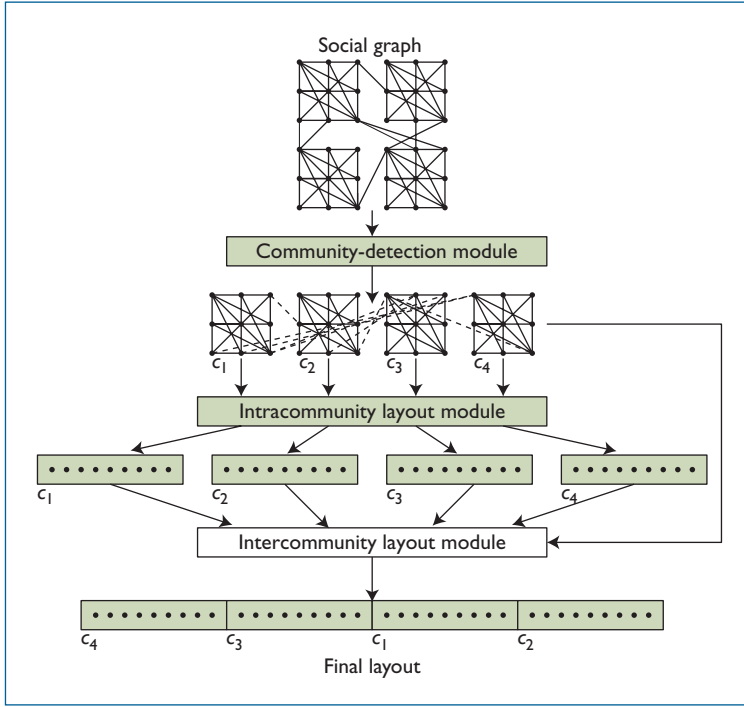 Social graph
Community-detection module
c1 c2 c3 c4
Intracommunity layout module
c1 c2 c3 c4
Intercommunity layout module
c4 c3 c1 c2
Final layout